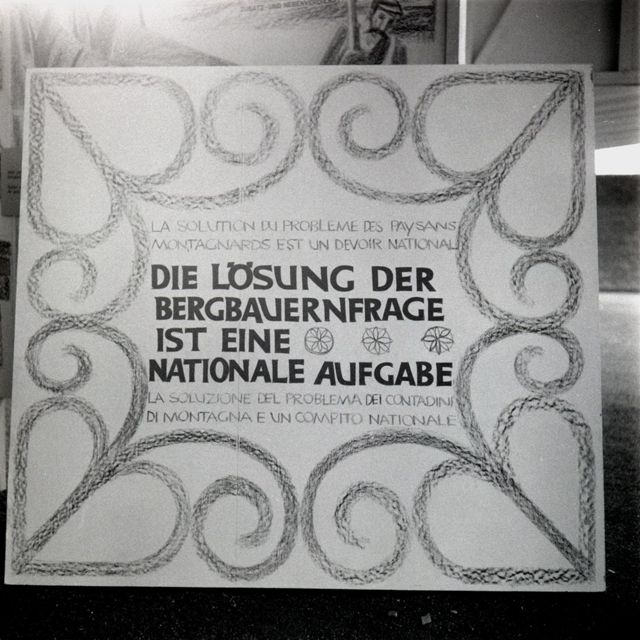 LA SOLUTION DU PROBLEME DES PAYSANS
MONTAGNARDS EST UN DEVOIR NATIONAL
DIE LÖSUNG DER
BERGBAUERNFRAGE
IST EINE
NATIONALE AUFGABE
LA SOLUZIONE DEL PROBLEMA DEI CONTADINI
DI MONTAGNA E UN COMPITO NATIONALE